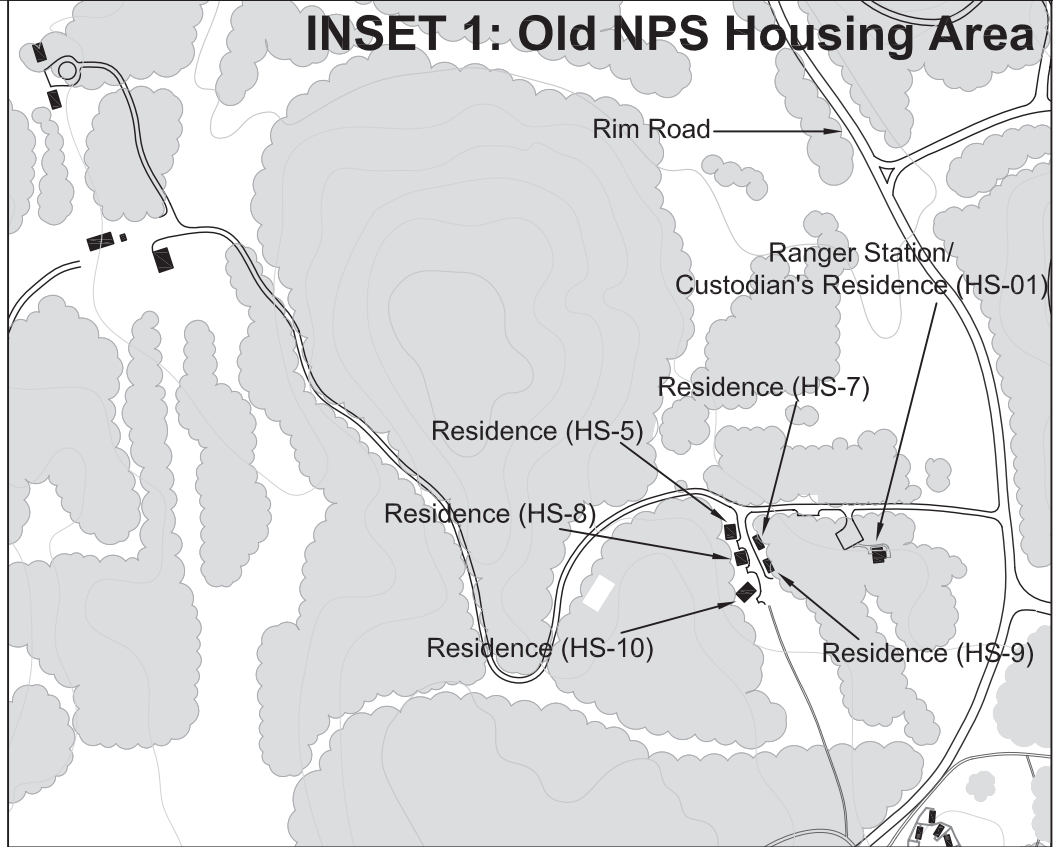 INSET 1: Old NPS Housing Area
Rim Road
Ranger Station/
Custodian's Residence (HS-01)
Residence (HS-7)
Residence (HS-5)
Residence (HS-8)
Residence (HS-10)
Residence (HS-9)